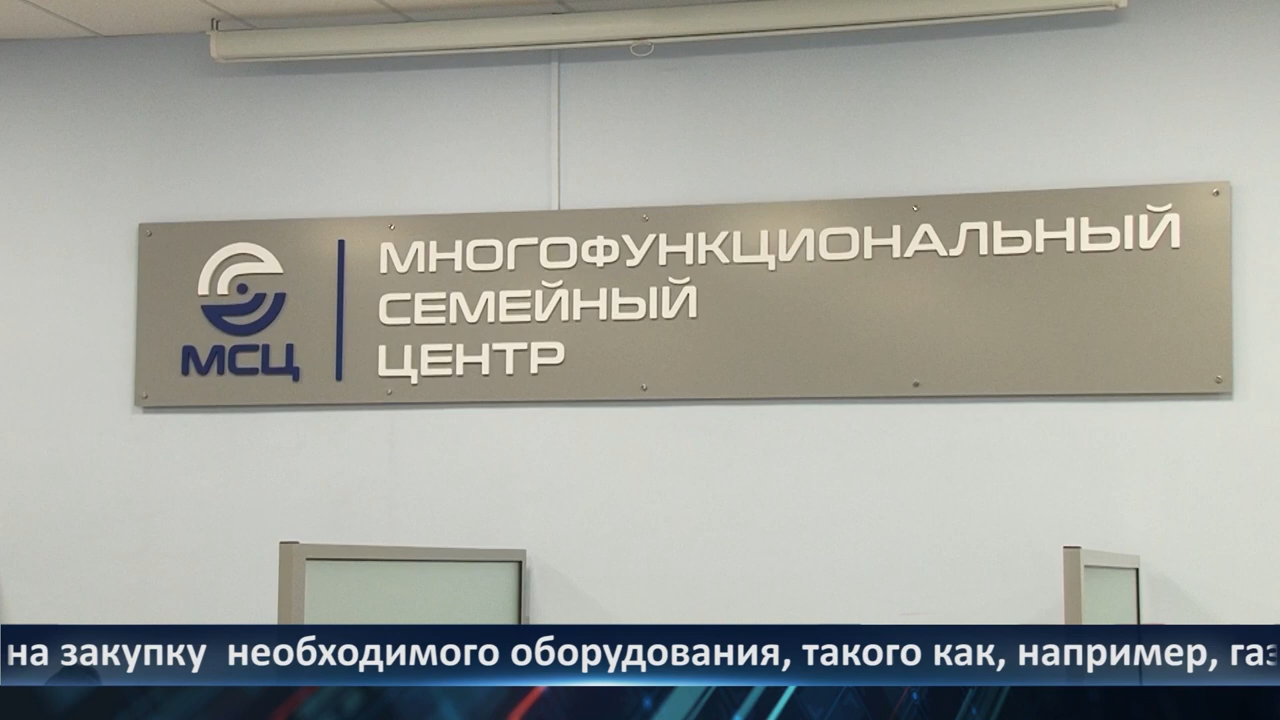 МНОГОФУНКЦИОНАЛЬНЫЙ
СЕМЕЙНЫЙ
ЦЕНТР
МСЦ
на закупку необходимого оборудования, такого как, например,